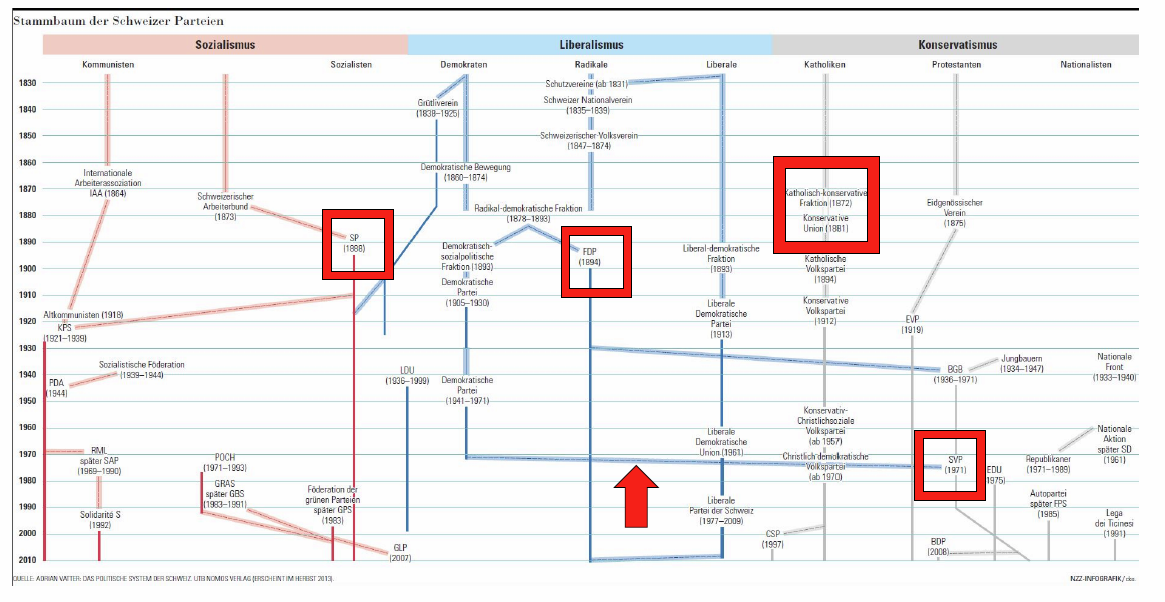 Stammbaum der Schweizer Parteien
Sozialismus
Liberalismus
Konservatismus
Kommunisten
Sozialisten
Demokraten
Radikale
Liberale
Katholiken
Protestanten
Nationalisten
1830
1840
1850
1860
1870
1880
1890
1900
1910
1920
1930
1940
1950
1960
1970
1980
1990
2000
2010
Internationale
Arbeiterassoziation
IAA (1864)
Schweizerischer
Arbeiterbund
(1873)
SP
(1888)
Altkommunisten (1918)
KPS
(1921–1939)
Sozialistische Föderation
(1939–1944)
PDA
(1944)
RML
später SAP
(1969–1990)
Solidarité S
(1992)
POCH
(1971–1993)
GRAS
später GBS
(1983–1991)
Föderation der
grünen Parteien
später GPS
(1983)
GLP
(2007)
Grütliverein
(1838–1925)
Demokratische Bewegung
(1860–1874)
Radikal-demokratische Fraktion
(1878–1893)
Demokratisch-
sozialpolitische
Fraktion (1893)
Demokratische
Partei
(1905–1930)
LDU
(1936–1999)
Demokratische
Partei
(1941–1971)
Schutzvereine (ab 1831)
Schweizer Nationalverein
(1835–1839)
Schweizerischer Volksverein
(1847–1874)
FDP
(1894)
Liberal-demokratische
Fraktion
(1893)
Liberale
Demokratische
Partei
(1913)
Liberale
Demokratische
Union (1961)
Liberale
Partei der Schweiz
(1977–2009)
Katholisch-konservative
Fraktion (1872)
Konservative
Union (1881)
Katholische
Volkspartei
(1894)
Konservative
Volkspartei
(1912)
Konservativ-
Christlichsoziale
Volkspartei
(ab 1957)
Christlich-demokratische
Volkspartei
(ab 1970)
CSP
(1997)
Eidgenössischer
Verein
(1875)
EVP
(1919)
BGB
(1936–1971)
Jungbauern
(1934–1947)
SVP
(1971)
EDU
(1975)
BDP
(2008)
Nationale
Front
(1933–1940)
Nationale
Aktion
später SD
(1961)
Republikaner
(1971–1989)
Autopartei
später FPS
(1985)
Lega
dei Ticinesi
(1991)
QUELLE: ADRIAN VATTER: DAS POLITISCHE SYSTEM DER SCHWEIZ. UTB NOMOS VERLAG (ERSCHEINT IM HERBST 2013).
NZZ-INFOGRAFIK/cke.